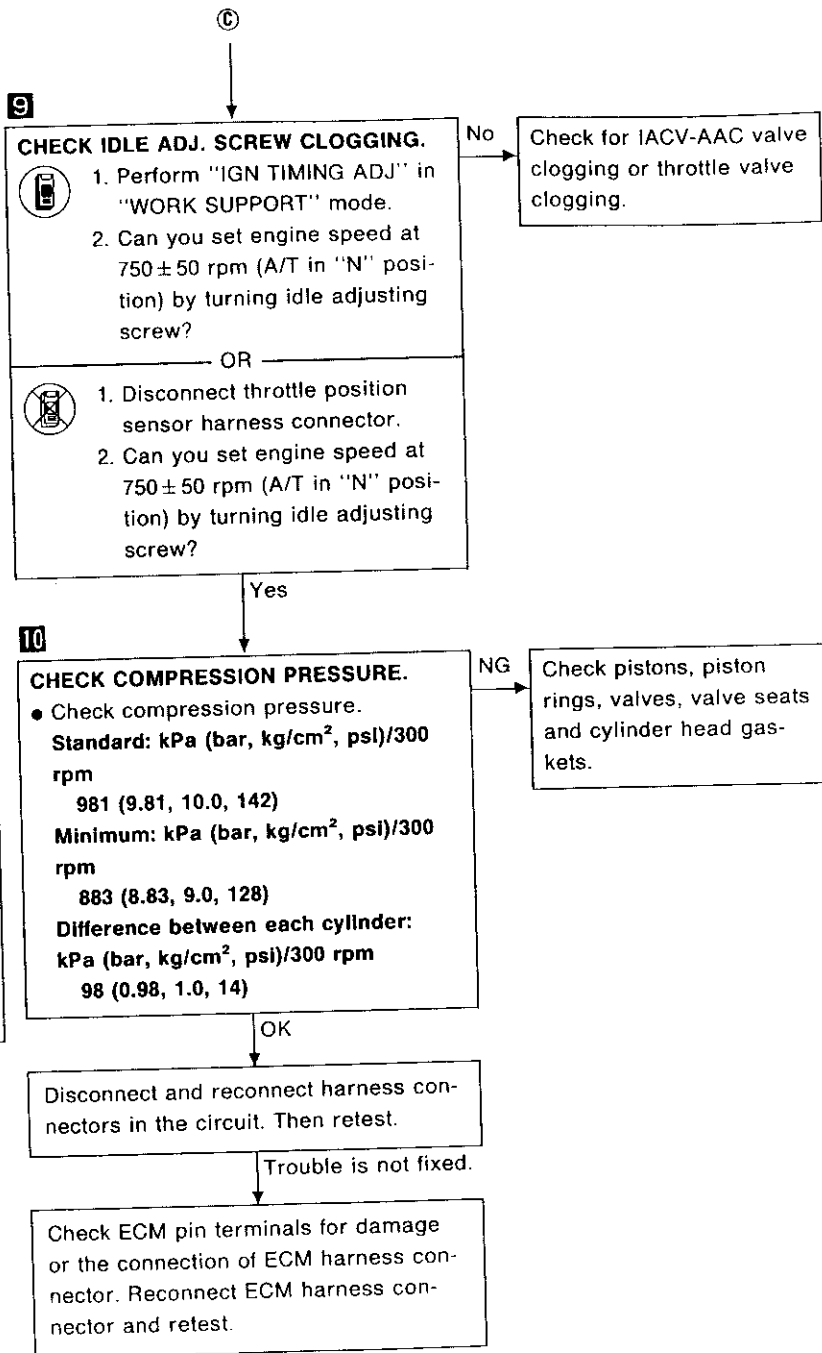 Ⓒ
9
CHECK IDLE ADJ. SCREW CLOGGING.
1. Perform "IGN TIMING ADJ" in
"WORK SUPPORT" mode.
2. Can you set engine speed at
750±50 rpm (A/T in "N" posi-
tion) by turning idle adjusting
screw?
OR
1. Disconnect throttle position
sensor harness connector.
2. Can you set engine speed at
750±50 rpm (A/T in "N" posi-
tion) by turning idle adjusting
screw?
No
Check for IACV-AAC valve
clogging or throttle valve
clogging.
Yes
10
CHECK COMPRESSION PRESSURE.
● Check compression pressure.
Standard: kPa (bar, kg/cm², psi)/300
rpm
981 (9.81, 10.0, 142)
Minimum: kPa (bar, kg/cm², psi)/300
rpm
883 (8.83, 9.0, 128)
Difference between each cylinder:
kPa (bar, kg/cm², psi)/300 rpm
98 (0.98, 1.0, 14)
NG
Check pistons, piston
rings, valves, valve seats
and cylinder head gas-
kets.
OK
Disconnect and reconnect harness con-
nectors in the circuit. Then retest.
Trouble is not fixed.
Check ECM pin terminals for damage
or the connection of ECM harness con-
nector. Reconnect ECM harness con-
nector and retest.